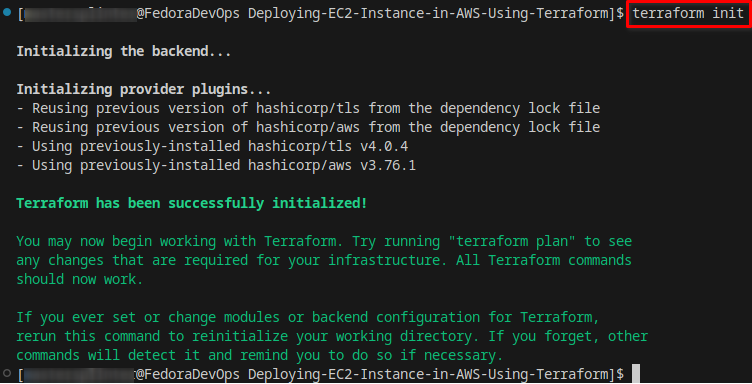 [@FedoraDevOps Deploying-EC2-Instance-in-AWS-Using-Terraform]$ terraform init
Initializing the backend...
Initializing provider plugins...
- Reusing previous version of hashicorp/tls from the dependency lock file
- Reusing previous version of hashicorp/aws from the dependency lock file
- Using previously-installed hashicorp/tls v4.0.4
- Using previously-installed hashicorp/aws v3.76.1
Terraform has been successfully initialized!
You may now begin working with Terraform. Try running "terraform plan" to see
any changes that are required for your infrastructure. All Terraform commands
should now work.
If you ever set or change modules or backend configuration for Terraform,
rerun this command to reinitialize your working directory. If you forget, other
commands will detect it and remind you to do so if necessary.
[@FedoraDevOps Deploying-EC2-Instance-in-AWS-Using-Terraform]$